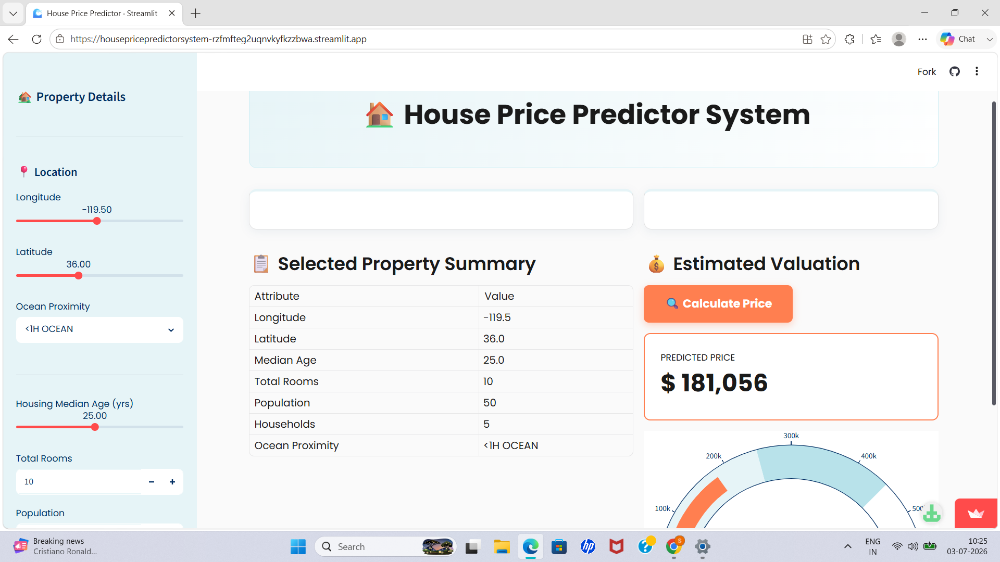 House Price Predictor · Streamlit
https://housepricepredictorsystem-rzfmfteg2uqnvkyfkzzbwa.streamlit.app
Chat
Fork
Property Details
Location
Longitude
-119.50
Latitude
36.00
Ocean Proximity
<1H OCEAN
Housing Median Age (yrs)
25.00
Total Rooms
10
Population
House Price Predictor System
Selected Property Summary
Attribute Value
Longitude -119.5
Latitude 36.0
Median Age 25.0
Total Rooms 10
Population 50
Households 5
Ocean Proximity <1H OCEAN
Estimated Valuation
Calculate Price
PREDICTED PRICE
$ 181,056
300k
200k 400k
100k 500
Breaking news
Cristiano Ronald...
Search
hp
S
ENG
IN
10:25
03-07-2026